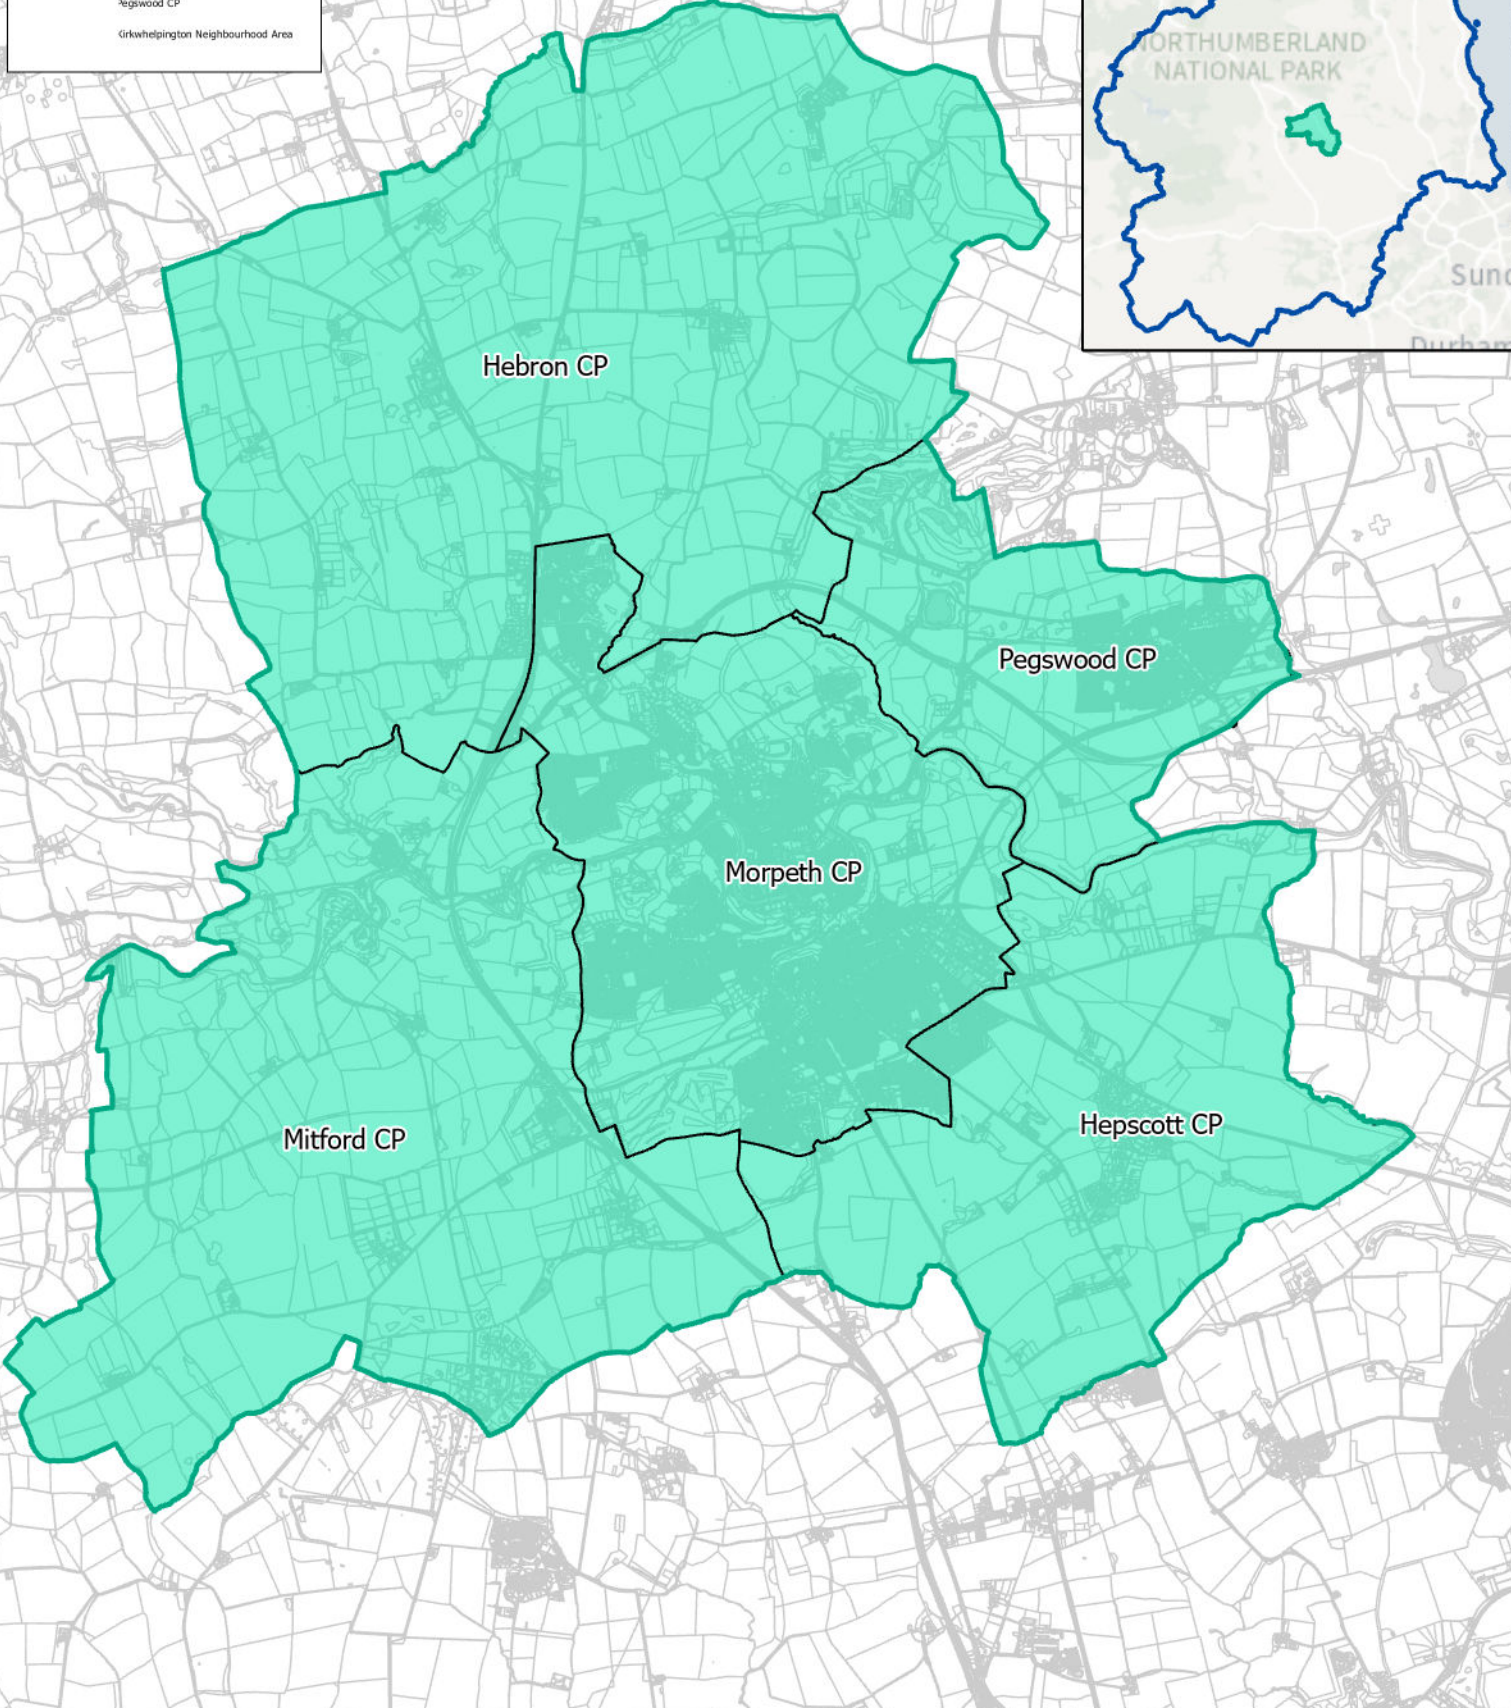 Pegswood CP
Kirkwhelpington Neighbourhood Area
NORTHUMBERLAND
NATIONAL PARK
Hebron CP
Pegswood CP
Morpeth CP
Mitford CP
Hepscott CP